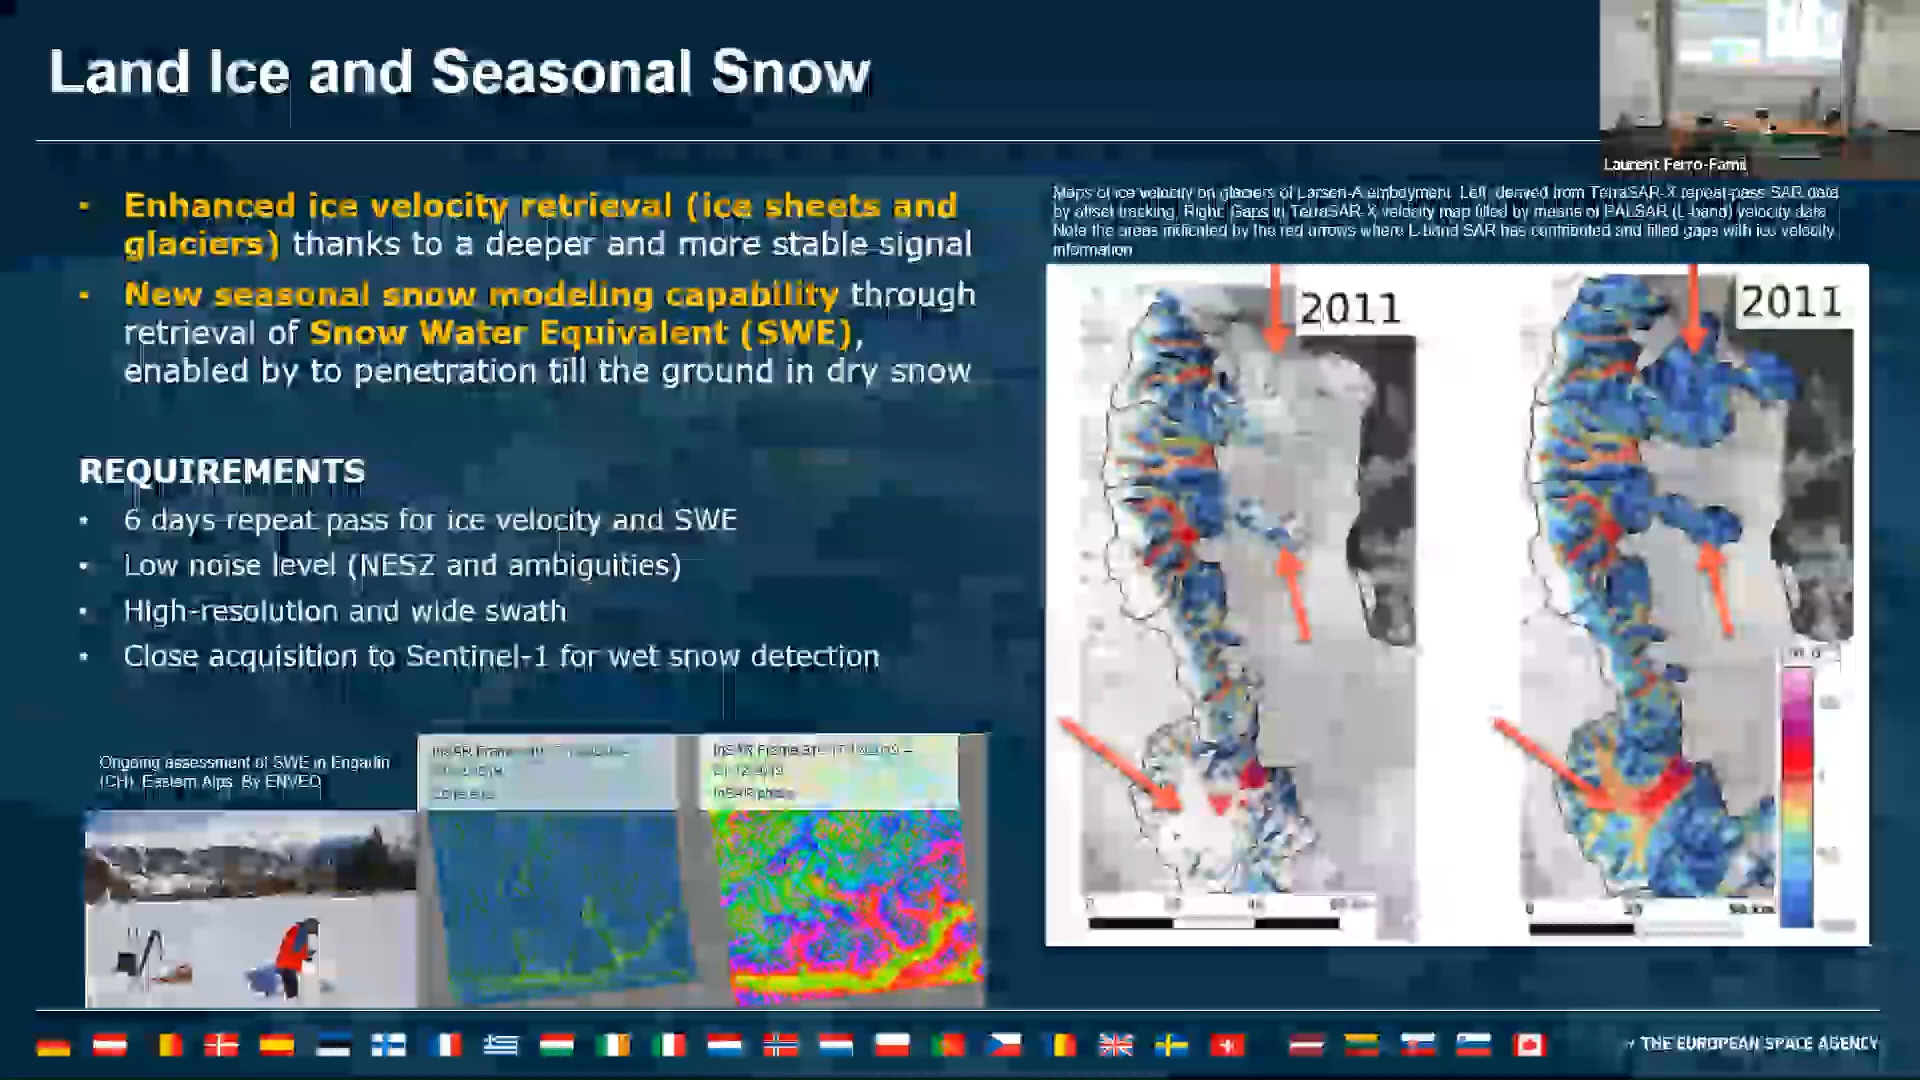 Land Ice and Seasonal Snow
Laurent Ferro-Famil
Enhanced ice velocity retrieval (ice sheets and
glaciers) thanks to a deeper and more stable signal
New seasonal snow modeling capability through
retrieval of Snow Water Equivalent (SWE),
enabled by to penetration till the ground in dry snow
REQUIREMENTS
6 days repeat pass for ice velocity and SWE
Low noise level (NESZ and ambiguities)
High-resolution and wide swath
Close acquisition to Sentinel-1 for wet snow detection
Maps of ice velocity on glaciers of Larsen-A embayment. Left: derived from TerraSAR-X repeat-pass SAR data
by offset tracking, Right: Gaps in TerraSAR-X velocity map filled by means of PALSAR (L-band) velocity data.
Note the areas indicated by the red arrows where L-band SAR has contributed and filled gaps with ice velocity
information
2011
2011
Ongoing assessment of SWE in Engadin
(CH), Eastern Alps. By ENVEO
InSAR Frame
InSAR Frame
InSAR phase
THE EUROPEAN SPACE AGENCY